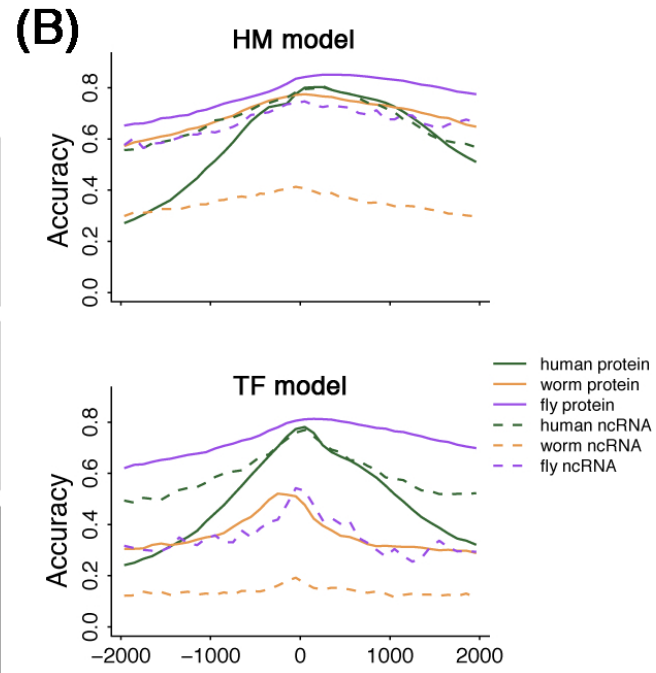 (B)
HM model
Accuracy
0.8
0.6
0.4
0.2
0.0
TF model
Accuracy
0.8
0.6
0.4
0.2
0.0
−2000 −1000 0 1000 2000
human protein
worm protein
fly protein
human ncRNA
worm ncRNA
fly ncRNA